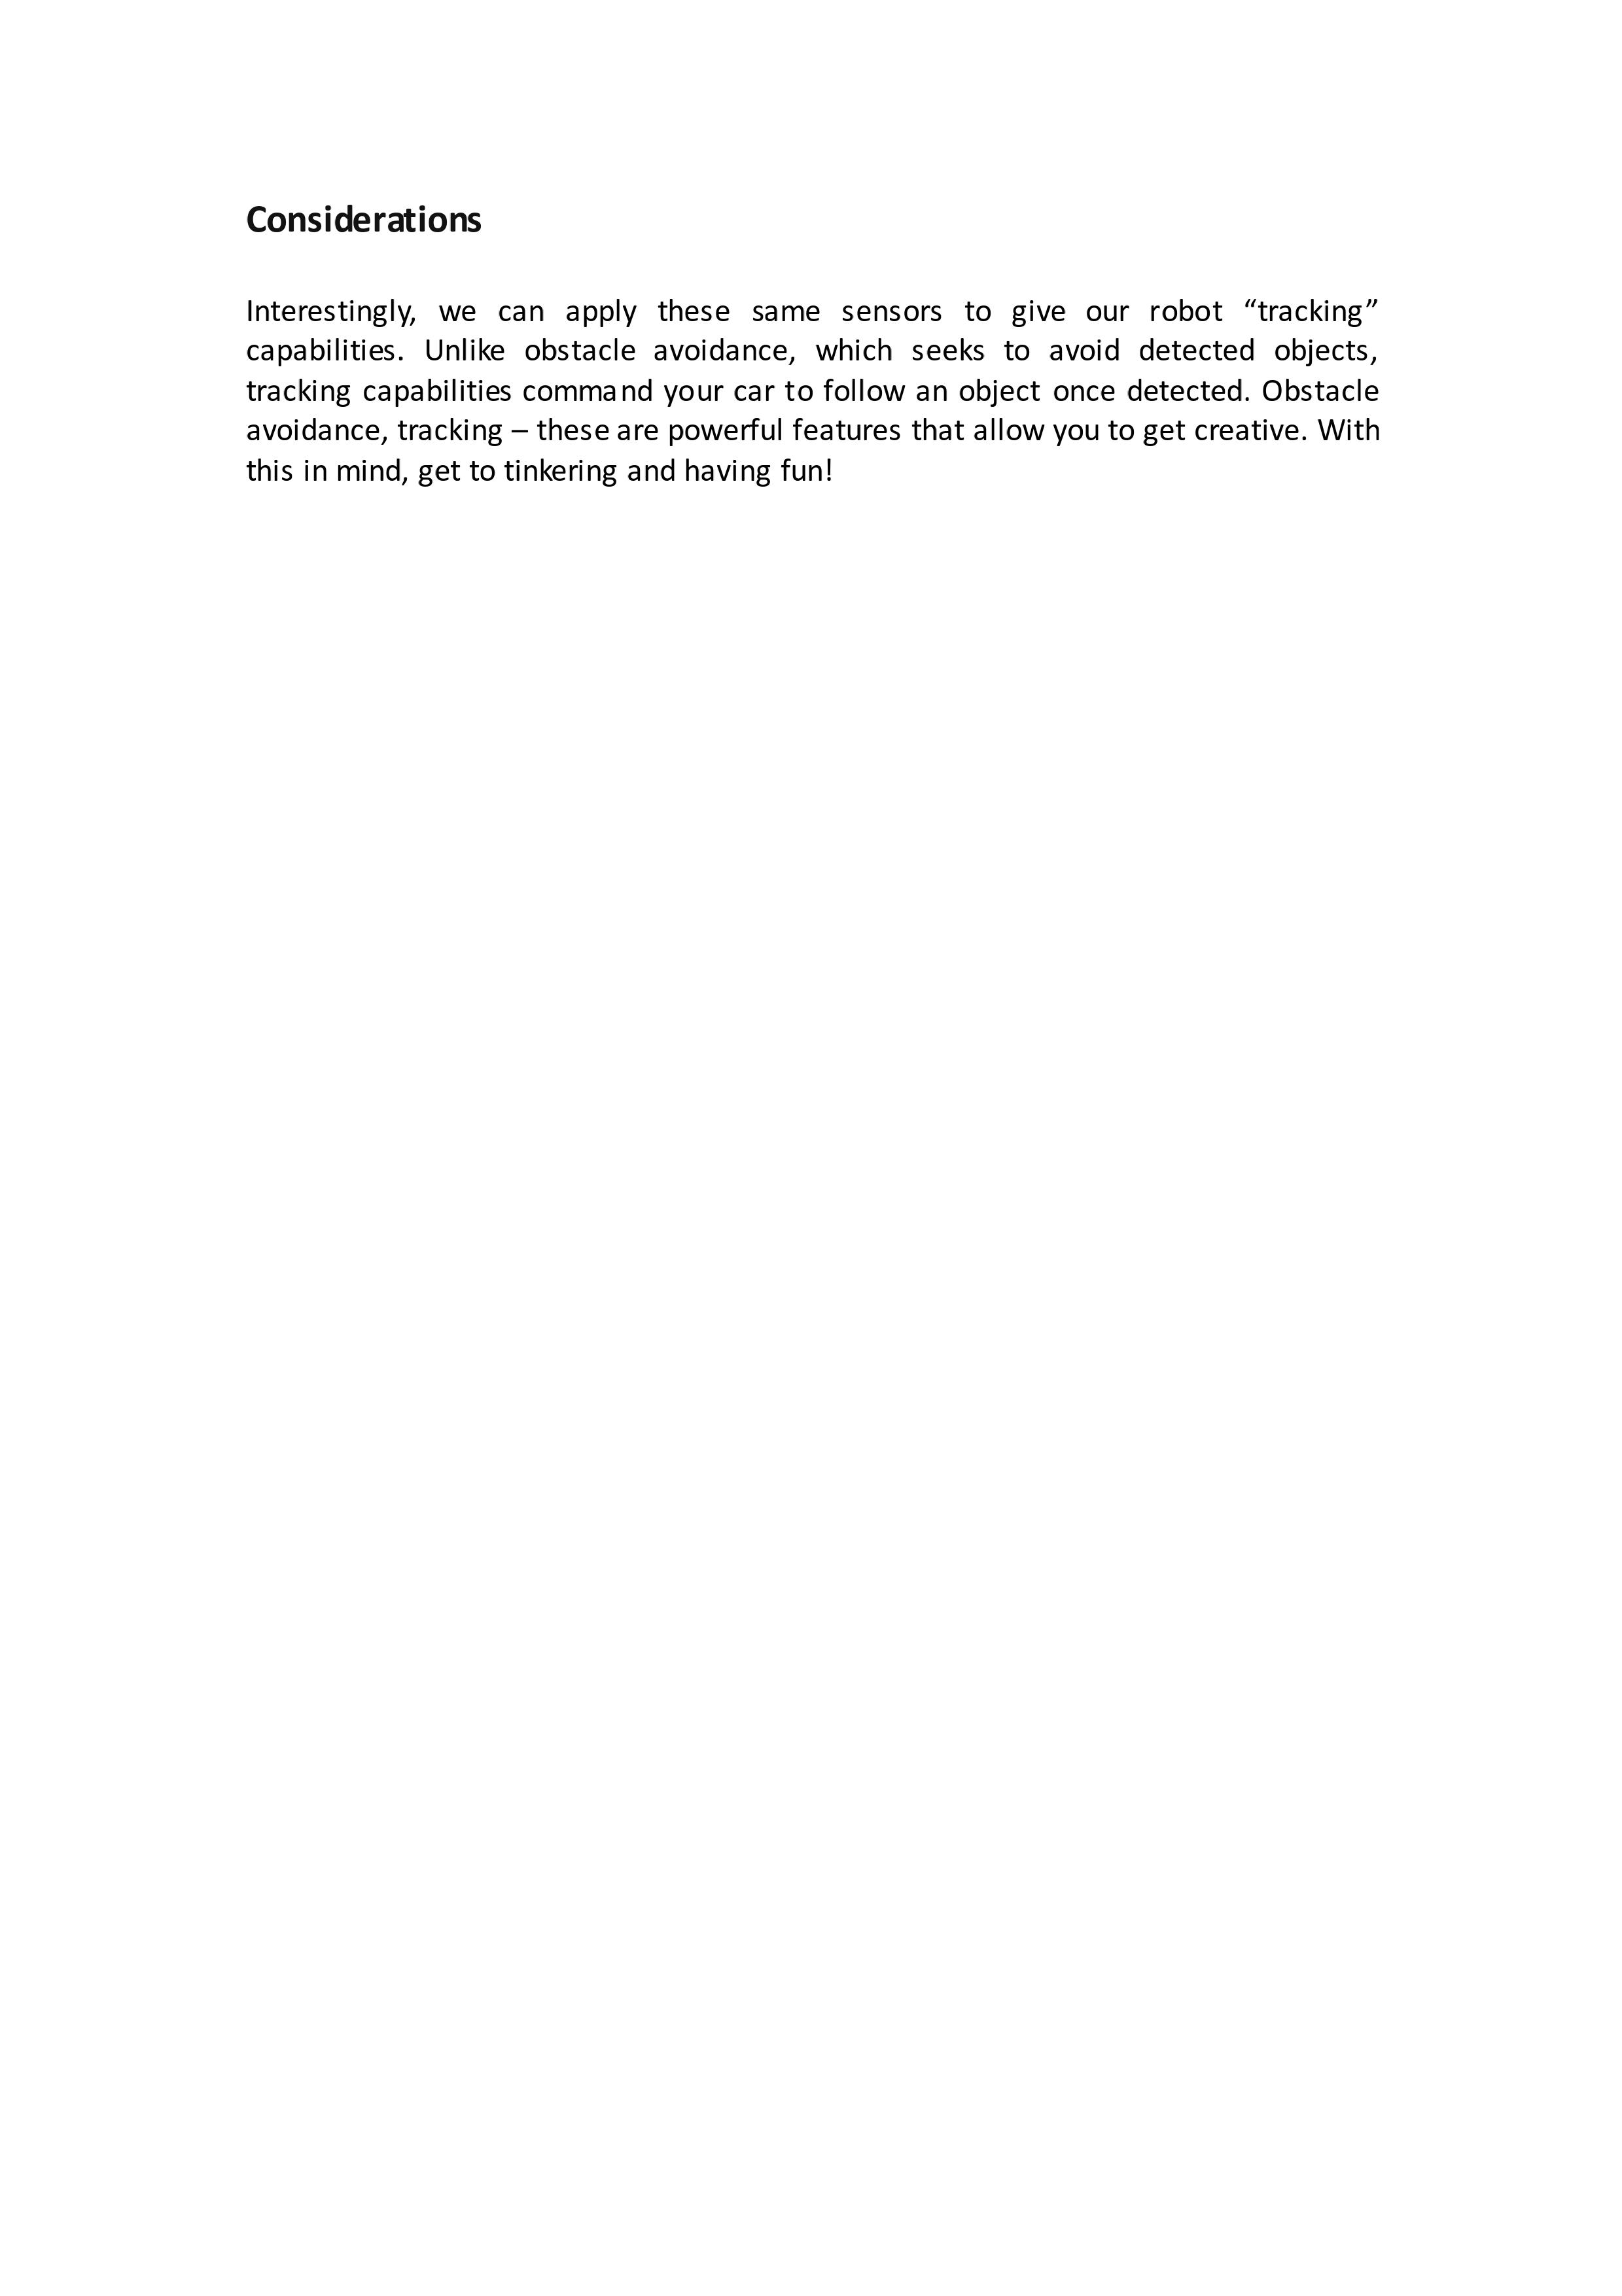 Considerations
Interestingly, we can apply these same sensors to give our robot “tracking”
capabilities. Unlike obstacle avoidance, which seeks to avoid detected objects,
tracking capabilities command your car to follow an object once detected. Obstacle
avoidance, tracking – these are powerful features that allow you to get creative. With
this in mind, get to tinkering and having fun!